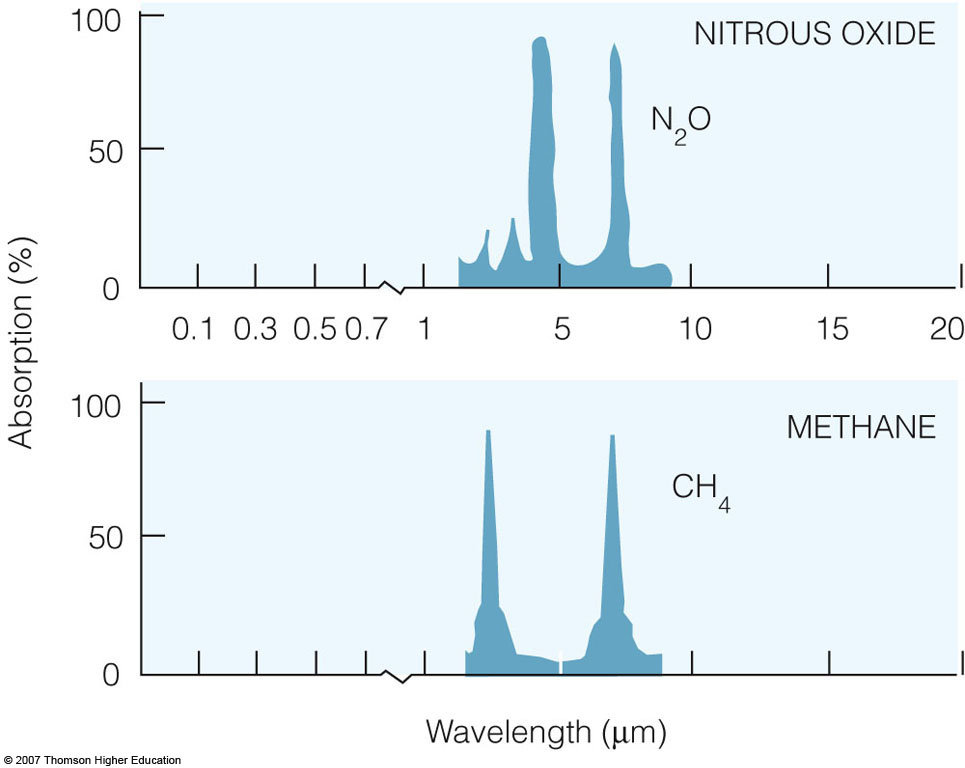 100
NITROUS OXIDE
N₂O
50
0
0.1 0.3 0.5 0.7 1 5 10 15 20
Absorption (%)
100
METHANE
CH₄
50
0
Wavelength (μm)
© 2007 Thomson Higher Education